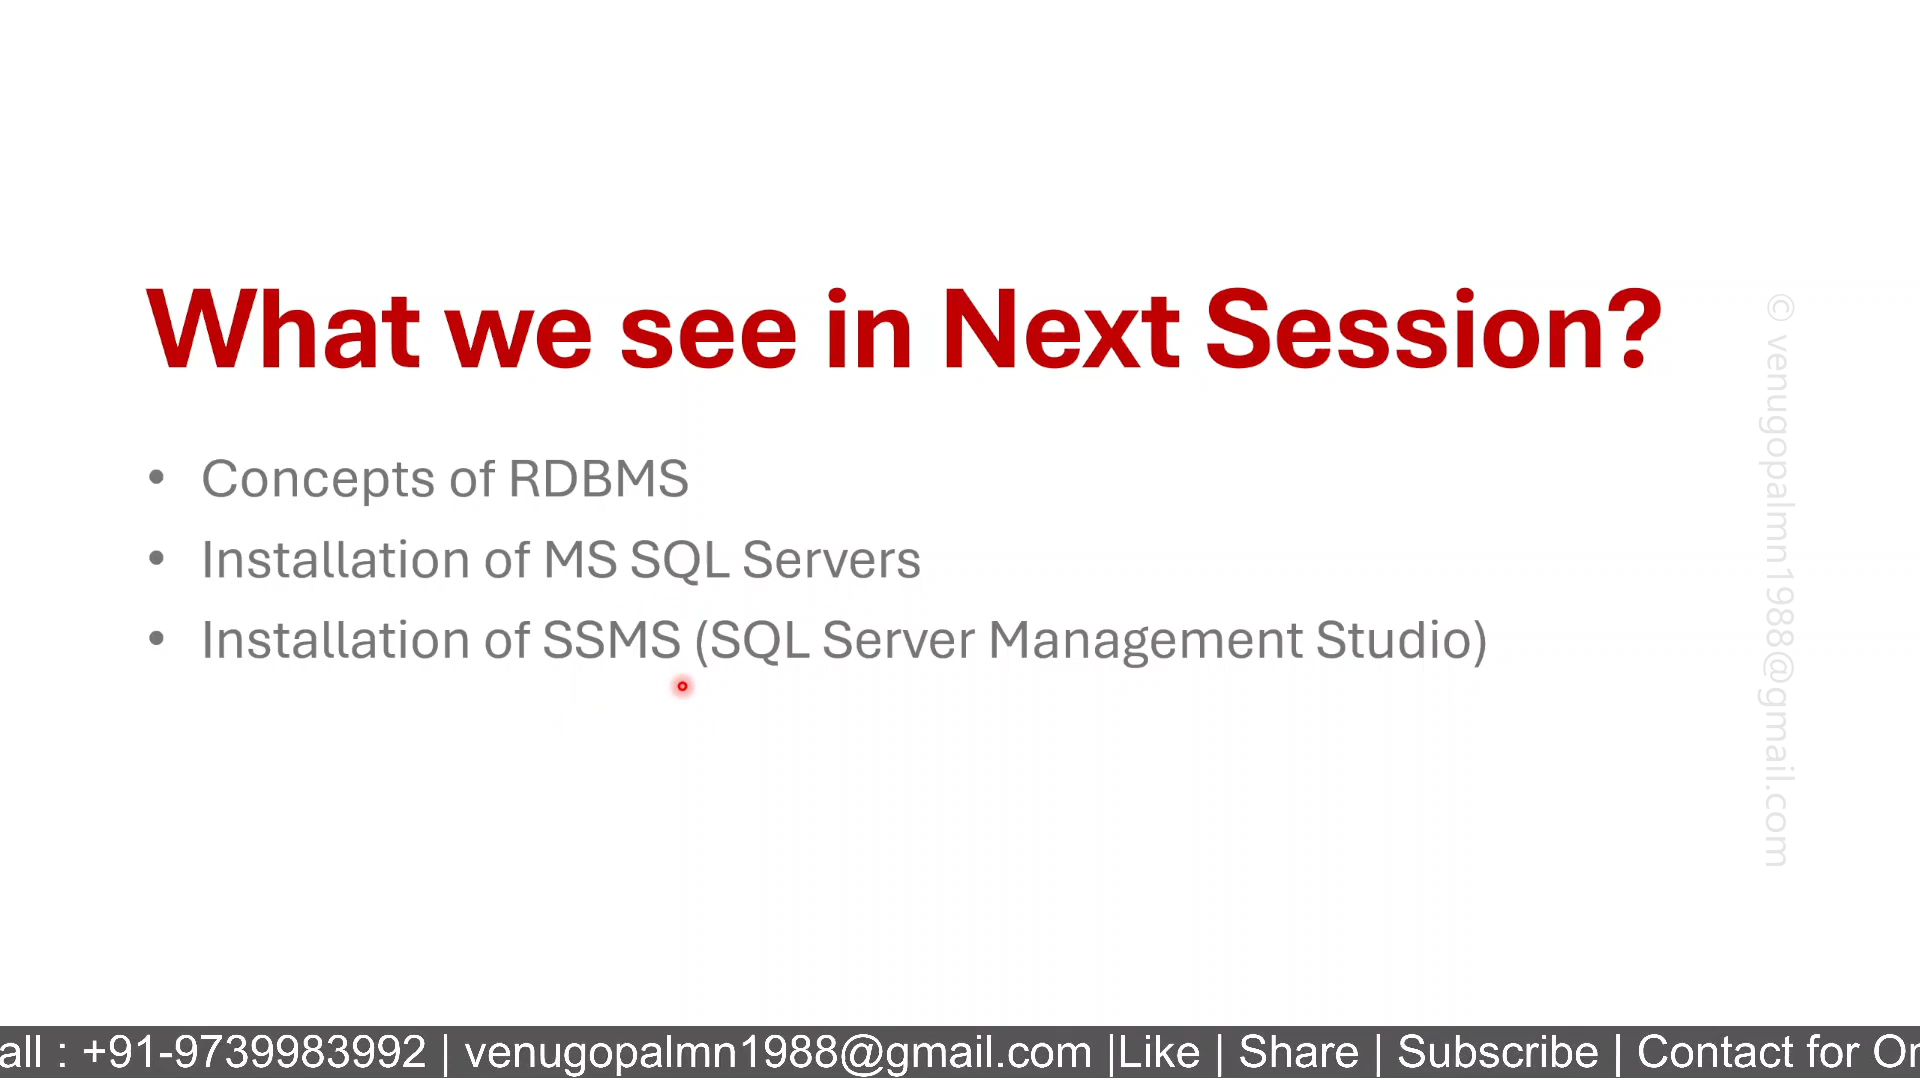 What we see in Next Session?
• Concepts of RDBMS
• Installation of MS SQL Servers
• Installation of SSMS (SQL Server Management Studio)
© venugopalmn1988@gmail.com
all : +91-9739983992 | venugopalmn1988@gmail.com |Like | Share | Subscribe | Contact for Or